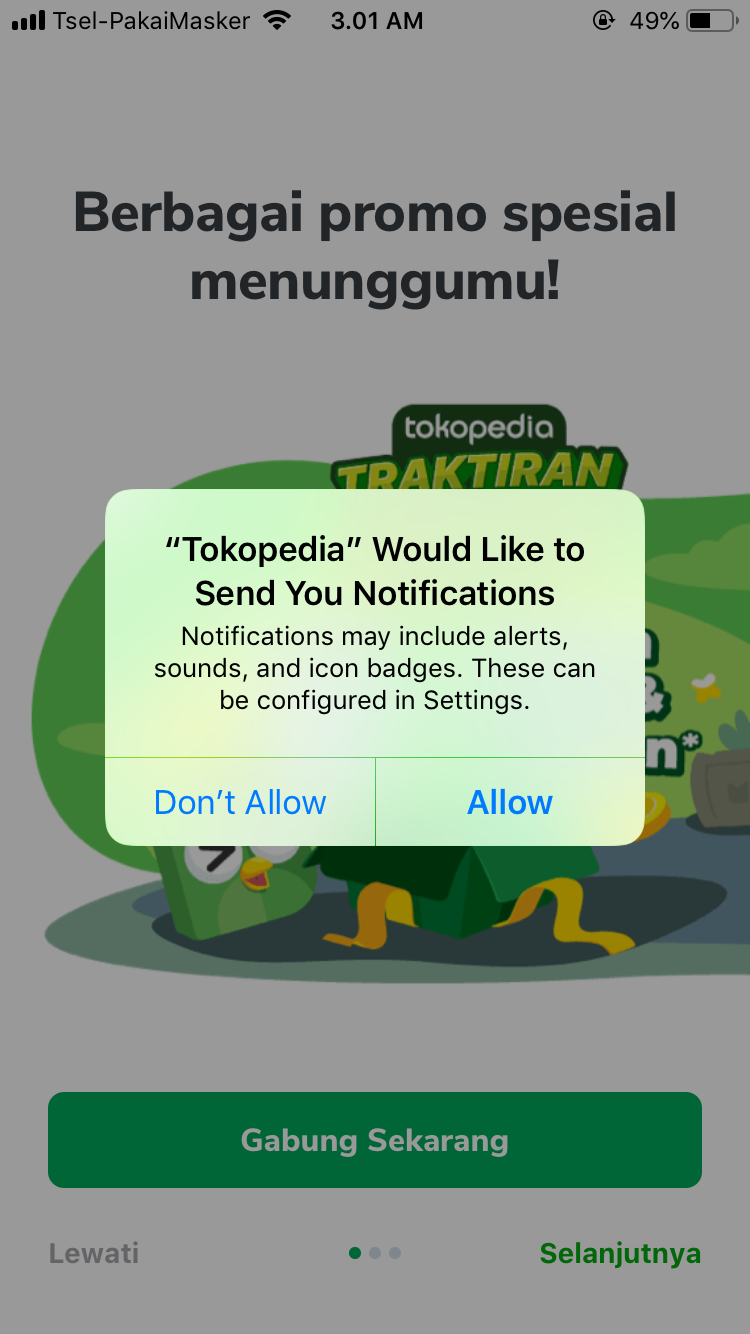 Tsel-PakaiMasker 3.01 AM 49%
Berbagai promo spesial
menunggumu!
tokopedia
TRAKTIRAN
“Tokopedia” Would Like to
Send You Notifications
Notifications may include alerts,
sounds, and icon badges. These can
be configured in Settings.
&
Don’t Allow Allow
Gabung Sekarang
Lewati Selanjutnya